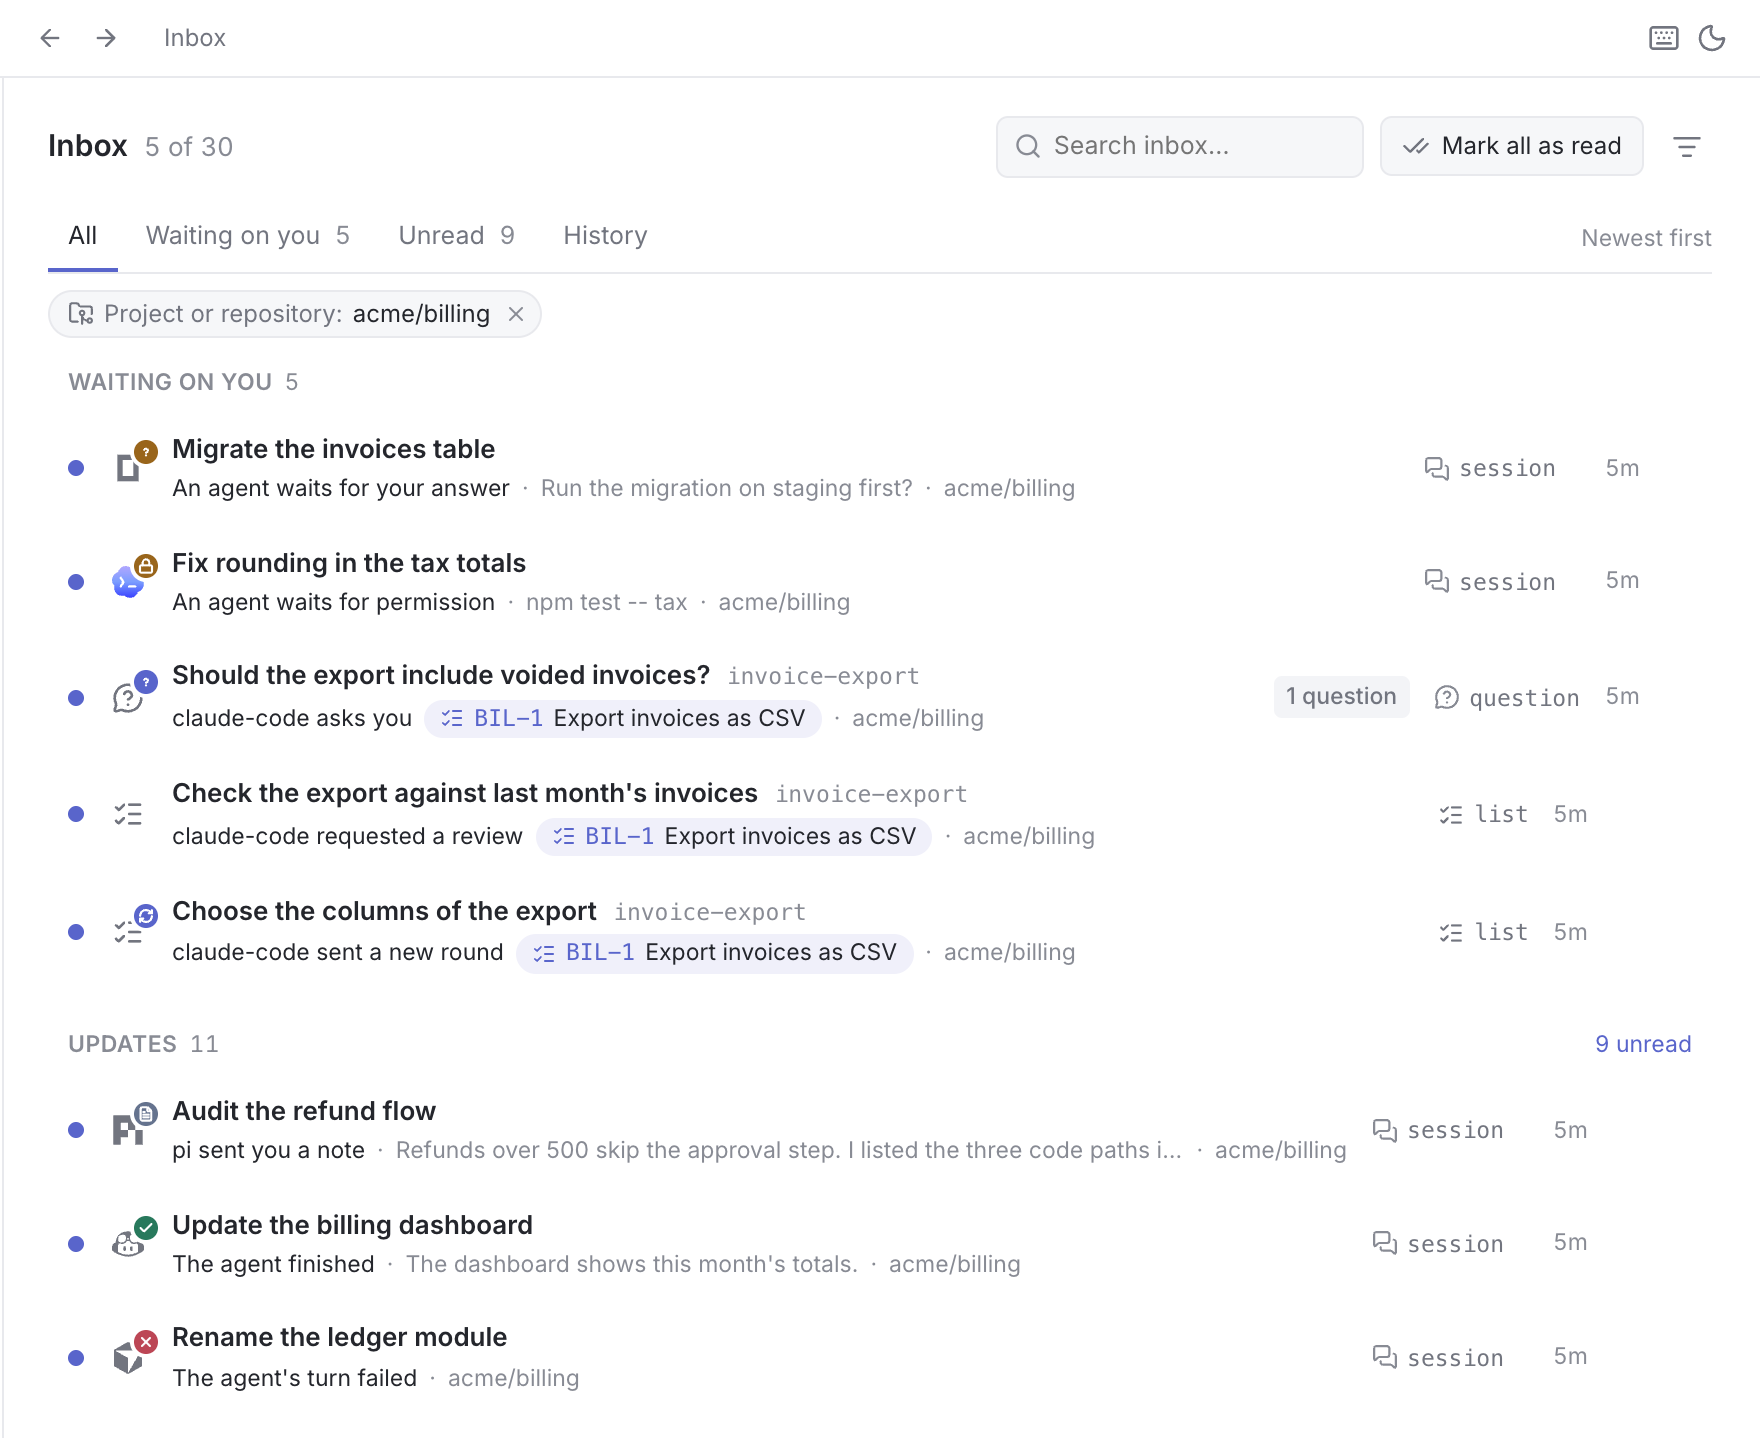 Inbox
Inbox 5 of 30
Search inbox...
Mark all as read
All Waiting on you 5 Unread 9 History
Newest first
Project or repository: acme/billing
WAITING ON YOU 5
Migrate the invoices table
An agent waits for your answer · Run the migration on staging first? · acme/billing
session 5m
Fix rounding in the tax totals
An agent waits for permission · npm test -- tax · acme/billing
session 5m
Should the export include voided invoices? invoice-export
claude-code asks you BIL-1 Export invoices as CSV · acme/billing
1 question question 5m
Check the export against last month's invoices invoice-export
claude-code requested a review BIL-1 Export invoices as CSV · acme/billing
list 5m
Choose the columns of the export invoice-export
claude-code sent a new round BIL-1 Export invoices as CSV · acme/billing
list 5m
UPDATES 11
9 unread
Audit the refund flow
pi sent you a note · Refunds over 500 skip the approval step. I listed the three code paths i... · acme/billing
session 5m
Update the billing dashboard
The agent finished · The dashboard shows this month's totals. · acme/billing
session 5m
Rename the ledger module
The agent's turn failed · acme/billing
session 5m